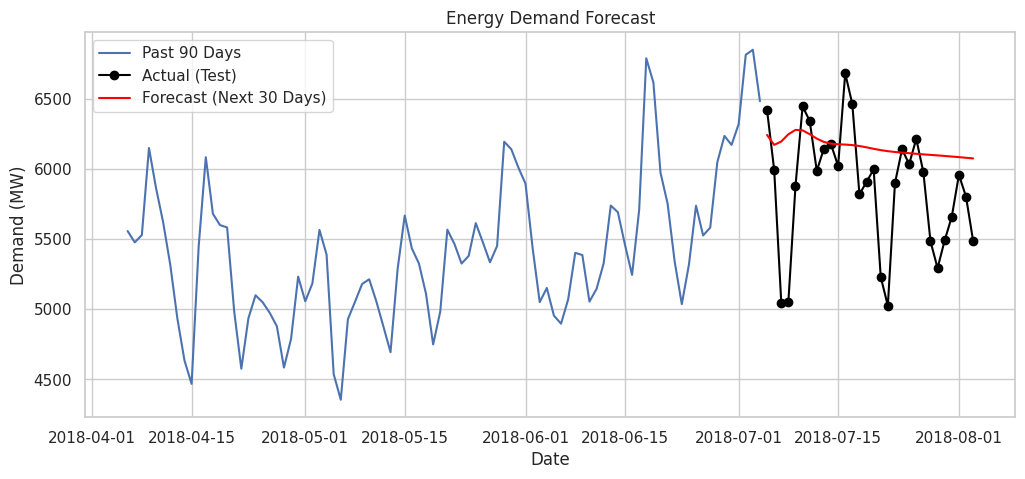 Energy Demand Forecast
Past 90 Days
Actual (Test)
Forecast (Next 30 Days)
Demand (MW)
6500
6000
5500
5000
4500
2018-04-01 2018-04-15 2018-05-01 2018-05-15 2018-06-01 2018-06-15 2018-07-01 2018-07-15 2018-08-01
Date